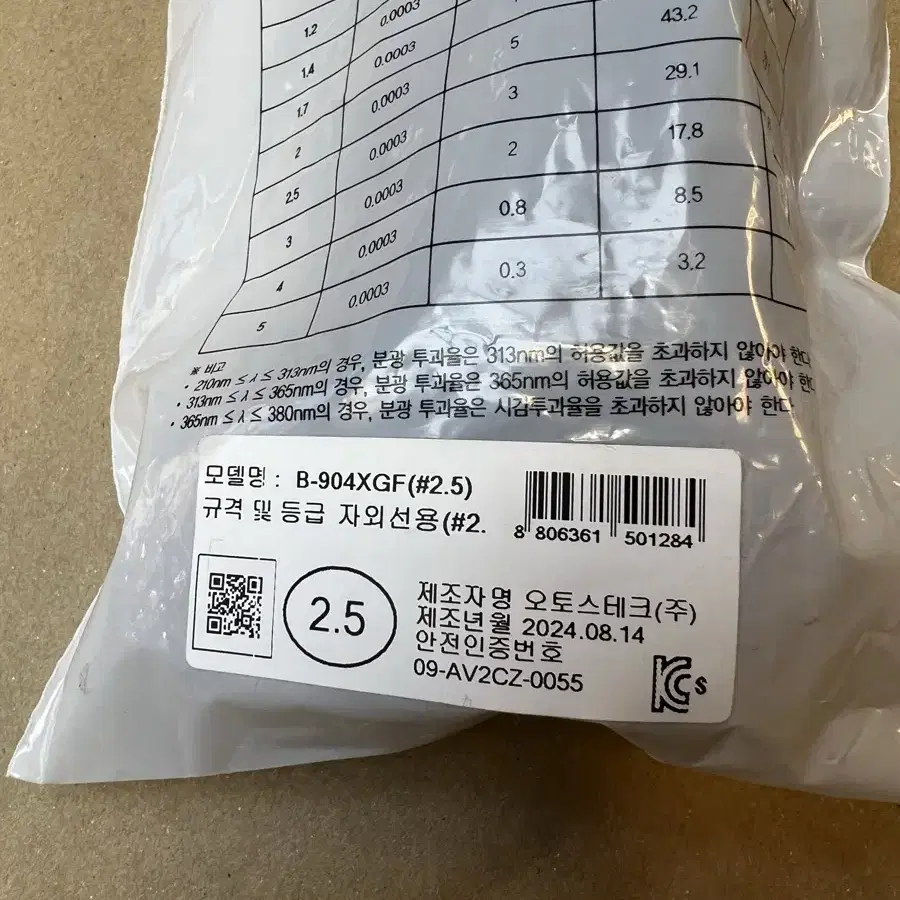 1.2
1.4 0.0003
1.7 0.0003
2 0.0003 5 43.2
2.5 0.0003 3 29.1
3 0.0003 2 17.8
4 0.0003 0.8 8.5
5 0.0003 0.3 3.2
※ 비고
• 210nm ≤ λ ≤ 313nm의 경우, 분광 투과율은 313nm의 허용값을 초과하지 않아야 한다
• 313nm ≤ λ ≤ 365nm의 경우, 분광 투과율은 365nm의 허용값을 초과하지 않아야 한다
• 365nm ≤ λ ≤ 380nm의 경우, 분광 투과율은 시감투과율을 초과하지 않아야 한다
모델명 : B-904XGF(#2.5)
규격 및 등급 자외선용(#2.
8 806361 501284
2.5
제조자명 오토스테크(주)
제조년월 2024.08.14
안전인증번호
09-AV2CZ-0055
KCs